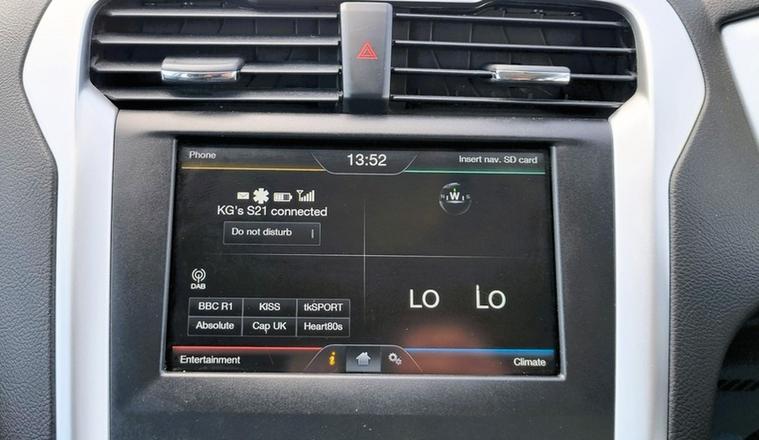 Phone
13:52
Insert nav. SD card
KG's S21 connected
Do not disturb
W
DAB
BBC R1 KISS tkSPORT
Absolute Cap UK Heart80s
LO LO
Entertainment
i
Climate